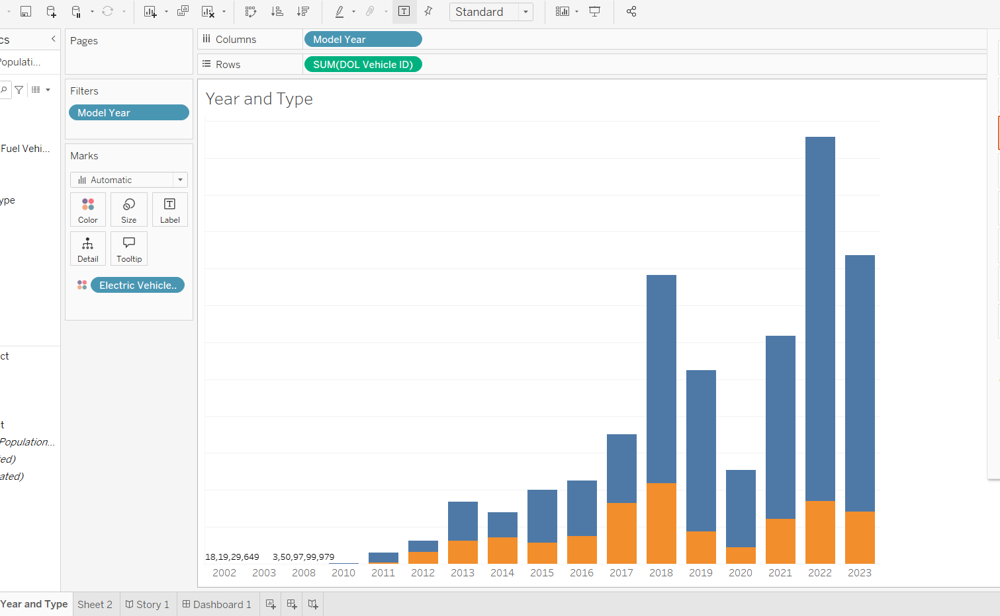 Standard
cs
Pages
Columns
Model Year
Populati...
Rows
SUM(DOL Vehicle ID)
Filters
Model Year
Year and Type
Fuel Vehi...
Marks
Automatic
ype
Color
Size
Label
Detail
Tooltip
Electric Vehicle..
ct
t
Population...
ted)
ated)
18,19,29,649
3,50,97,99,979
2002 2003 2008 2010 2011 2012 2013 2014 2015 2016 2017 2018 2019 2020 2021 2022 2023
Year and Type
Sheet 2
Story 1
Dashboard 1